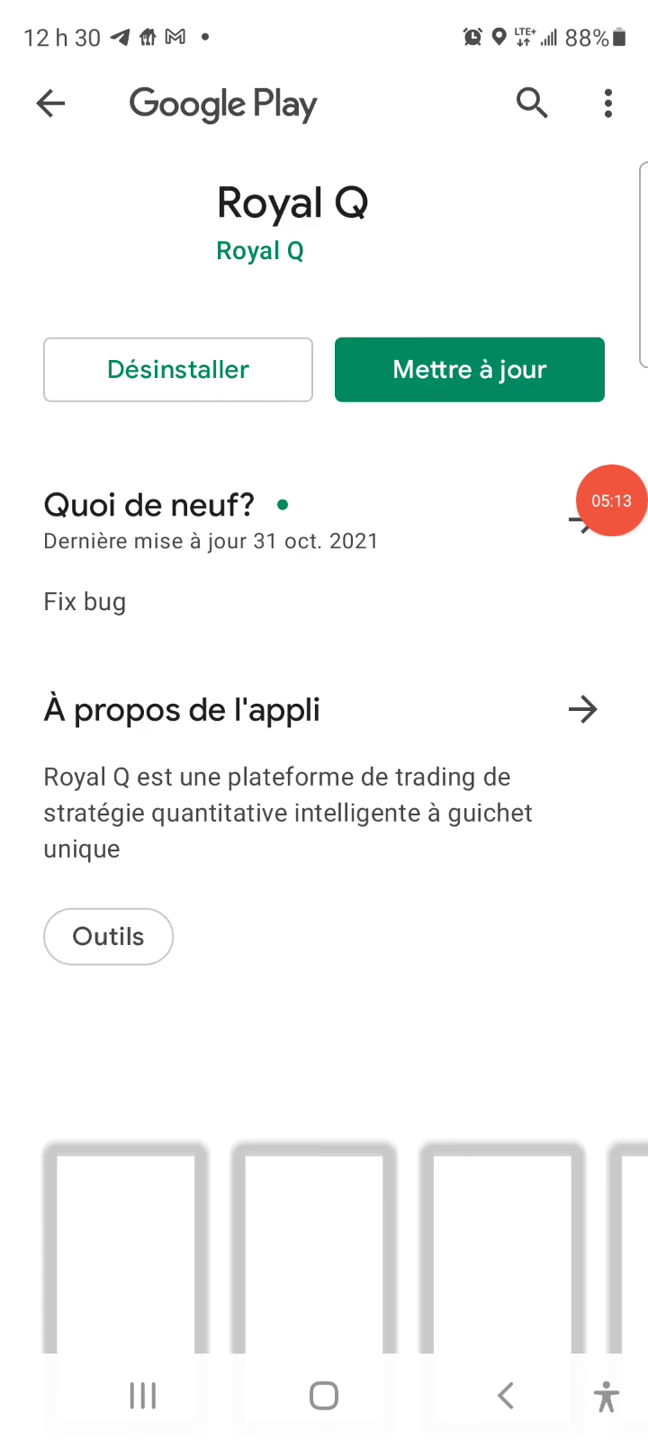 12 h 30
LTE+
88%
Google Play
Royal Q
Royal Q
Désinstaller
Mettre à jour
Quoi de neuf?
05:13
Dernière mise à jour 31 oct. 2021
Fix bug
À propos de l'appli
Royal Q est une plateforme de trading de
stratégie quantitative intelligente à guichet
unique
Outils